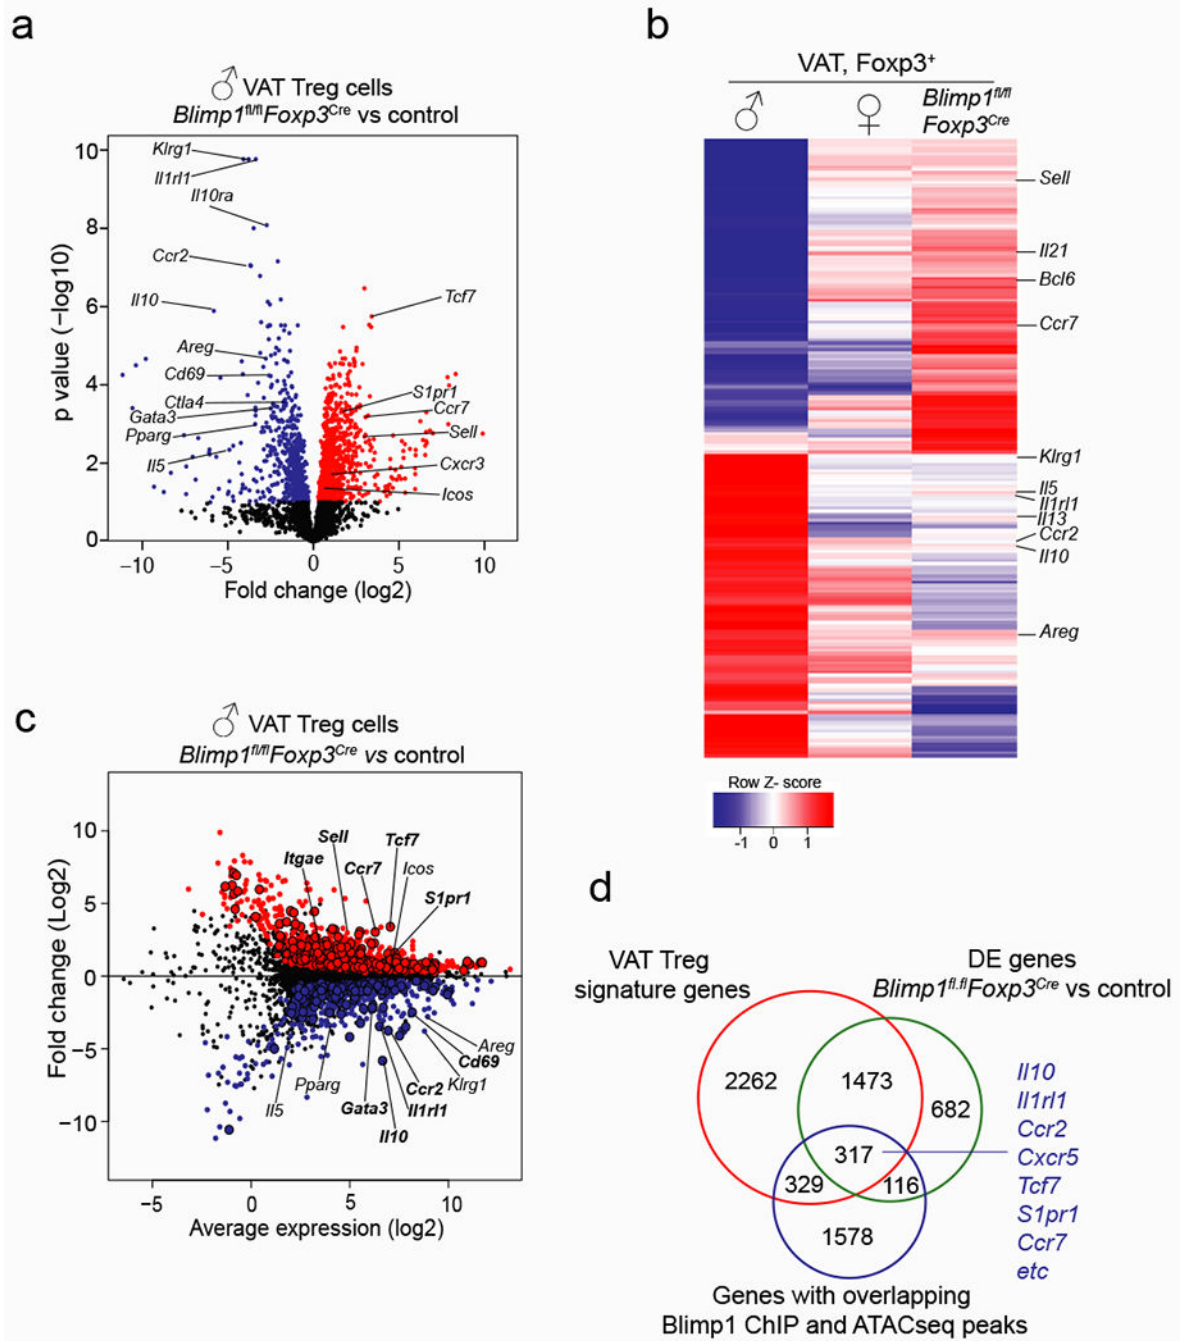 a
♂ VAT Treg cells
Blimp1fl/flFoxp3Cre vs control
p value (−log10)
10
8
6
4
2
0
−10
−5
0
5
10
Fold change (log2)
Klrg1
Il1rl1
Il10ra
Ccr2
Il10
Areg
Cd69
Ctla4
Gata3
Pparg
Il5
Tcf7
S1pr1
Ccr7
Sell
Cxcr3
Icos
b
VAT, Foxp3+
♂ ♀ Blimp1fl/fl
Foxp3Cre
Sell
Il21
Bcl6
Ccr7
Klrg1
Il5
Il1rl1
Il13
Ccr2
Il10
Areg
Row Z- score
-1 0 1
c
♂ VAT Treg cells
Blimp1fl/flFoxp3Cre vs control
Fold change (Log2)
10
5
0
−5
−10
−5 0 5 10
Average expression (log2)
Sell
Tcf7
Itgae
Ccr7
Icos
S1pr1
Areg
Cd69
Klrg1
Pparg
Ccr2
Il5
Gata3
Il1rl1
Il10
d
VAT Treg
signature genes
DE genes
Blimp1fl.flFoxp3Cre vs control
2262
1473
682
317
329
116
1578
Il10
Il1rl1
Ccr2
Cxcr5
Tcf7
S1pr1
Ccr7
etc
Genes with overlapping
Blimp1 ChIP and ATACseq peaks